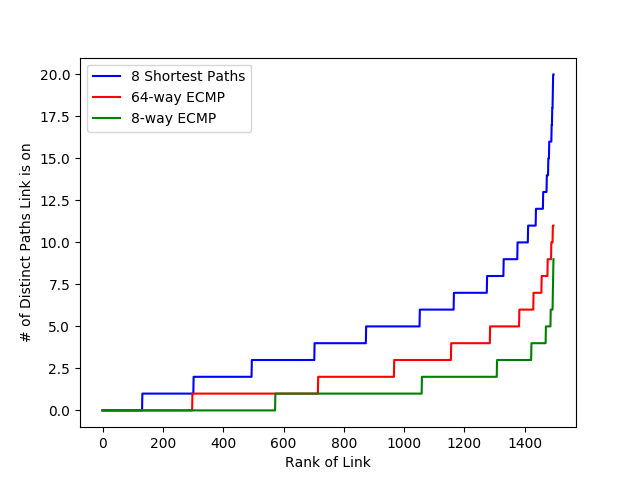 20.0
17.5
15.0
12.5
10.0
7.5
5.0
2.5
0.0
# of Distinct Paths Link is on
8 Shortest Paths
64-way ECMP
8-way ECMP
0 200 400 600 800 1000 1200 1400
Rank of Link